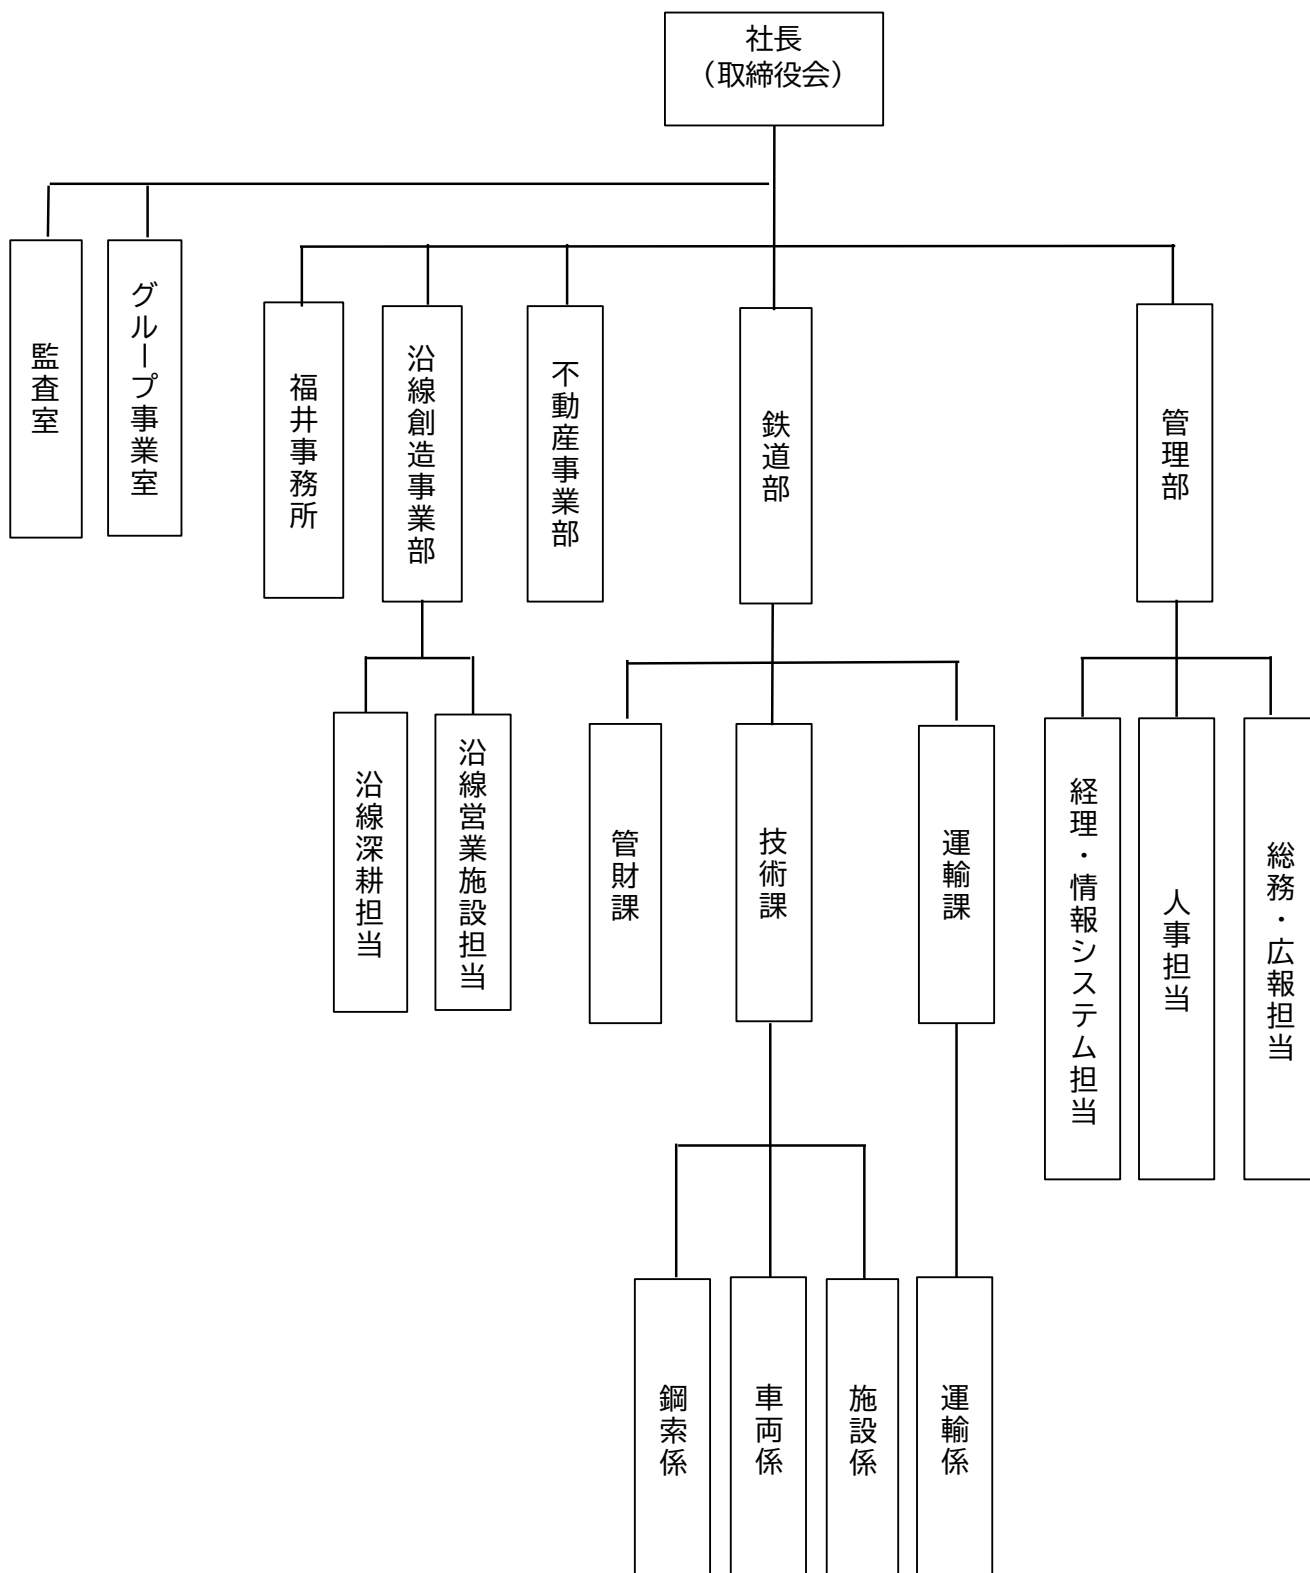 社長
（取締役会）
監査室
グループ事業室
福井事務所
沿線創造事業部
不動産事業部
鉄道部
管理部
沿線深耕担当
沿線営業施設担当
管財課
技術課
運輸課
経理・情報システム担当
人事担当
総務・広報担当
鋼索係
車両係
施設係
運輸係